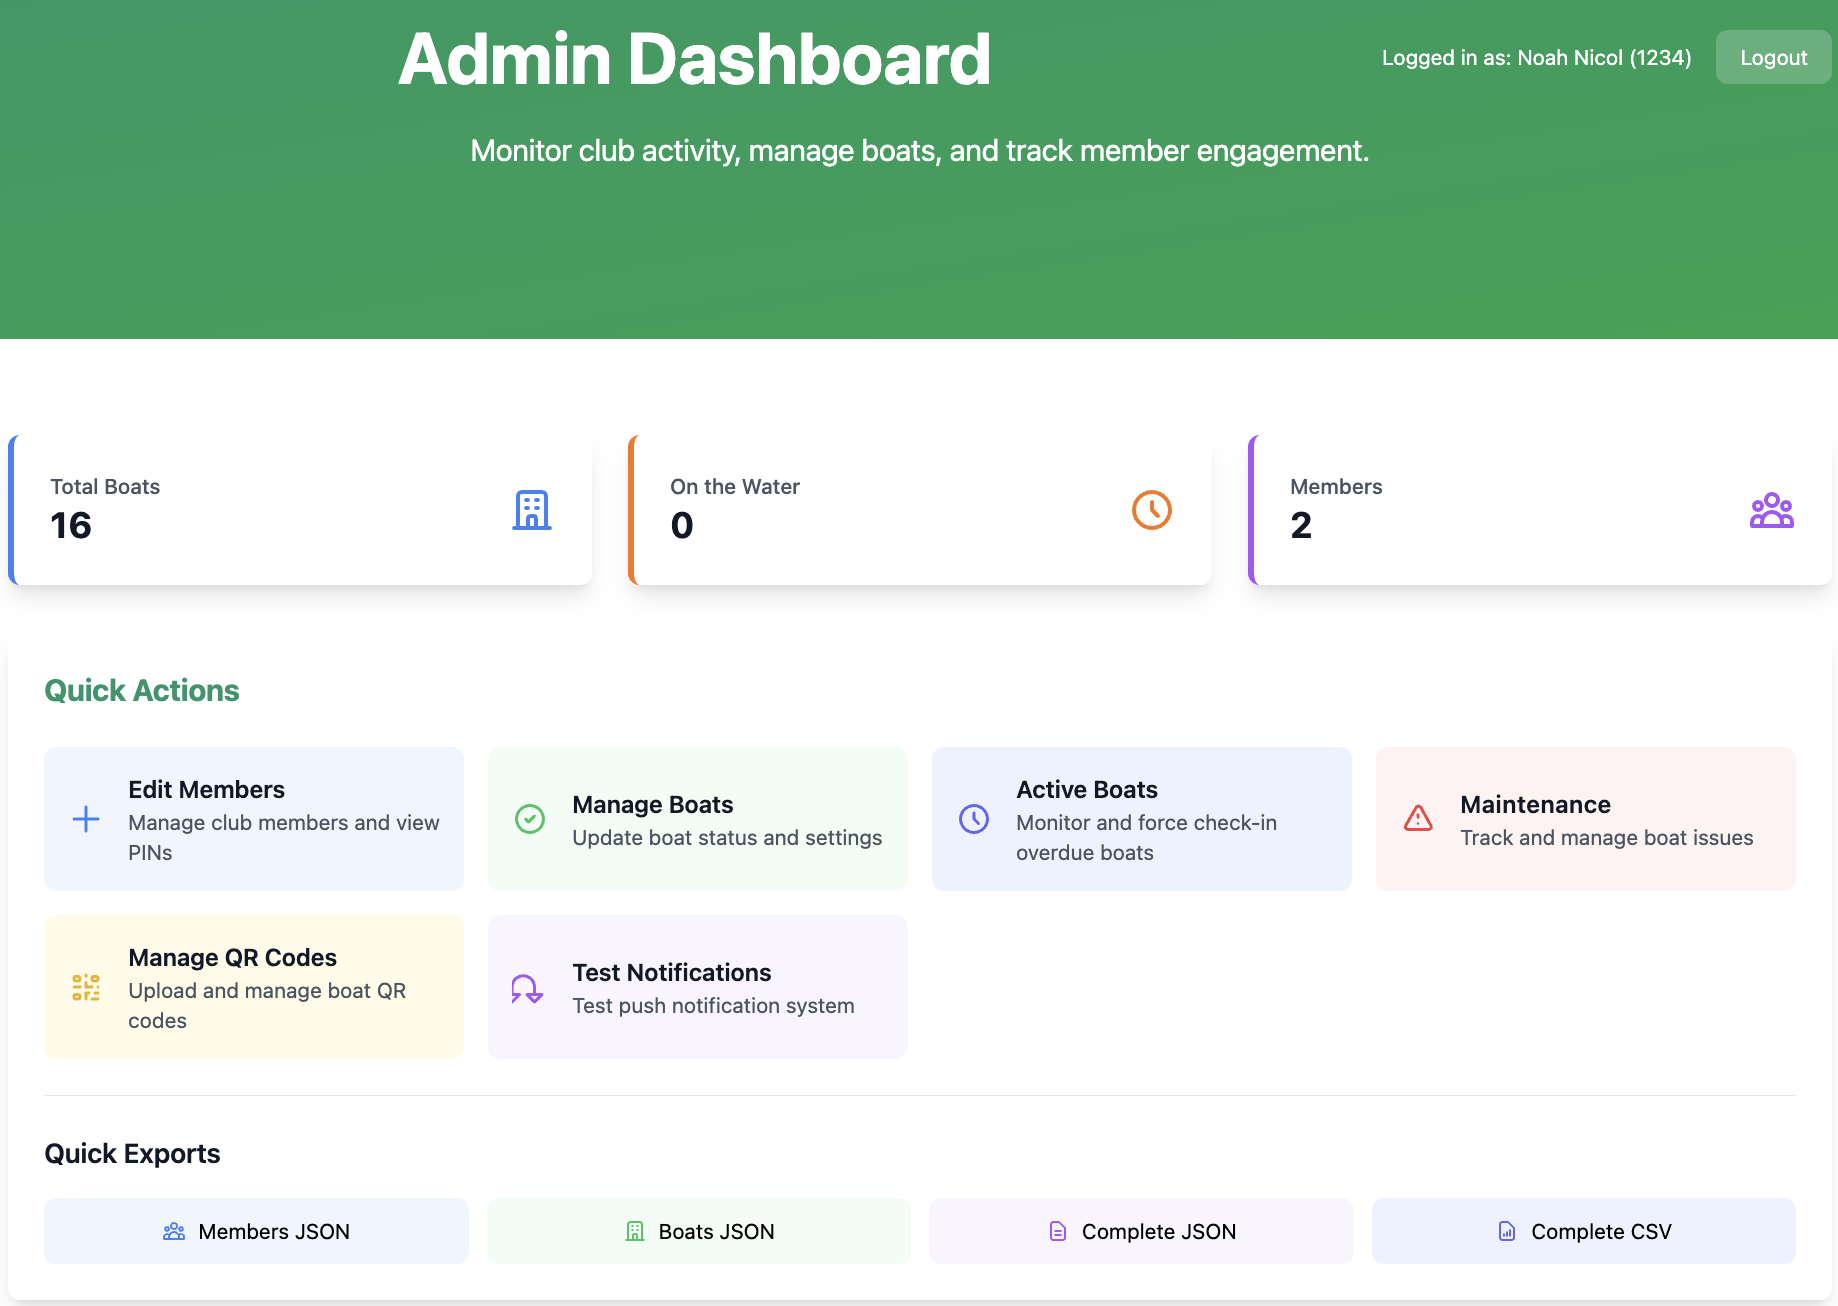 Admin Dashboard
Logged in as: Noah Nicol (1234)
Logout
Monitor club activity, manage boats, and track member engagement.
Total Boats
16
On the Water
0
Members
2
Quick Actions
Edit Members
Manage club members and view
PINs
Manage Boats
Update boat status and settings
Active Boats
Monitor and force check-in
overdue boats
Maintenance
Track and manage boat issues
Manage QR Codes
Upload and manage boat QR
codes
Test Notifications
Test push notification system
Quick Exports
Members JSON
Boats JSON
Complete JSON
Complete CSV